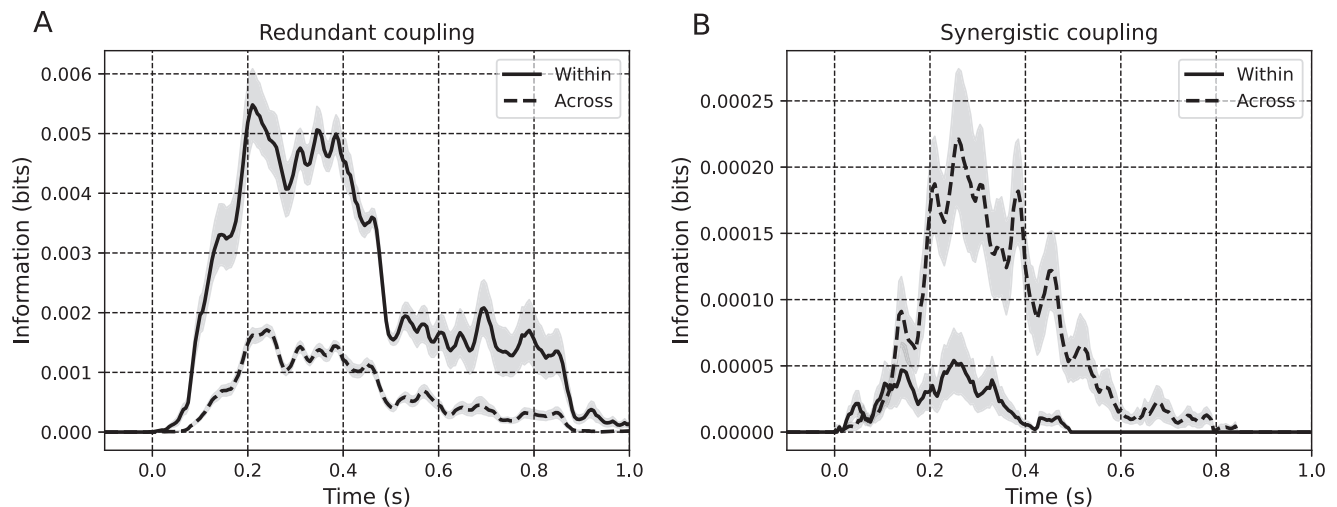 A
Redundant coupling
Within
Across
0.006
0.005
0.004
0.003
0.002
0.001
0.000
Information (bits)
0.0 0.2 0.4 0.6 0.8 1.0
Time (s)
B
Synergistic coupling
Within
Across
0.00025
0.00020
0.00015
0.00010
0.00005
0.00000
Information (bits)
0.0 0.2 0.4 0.6 0.8 1.0
Time (s)